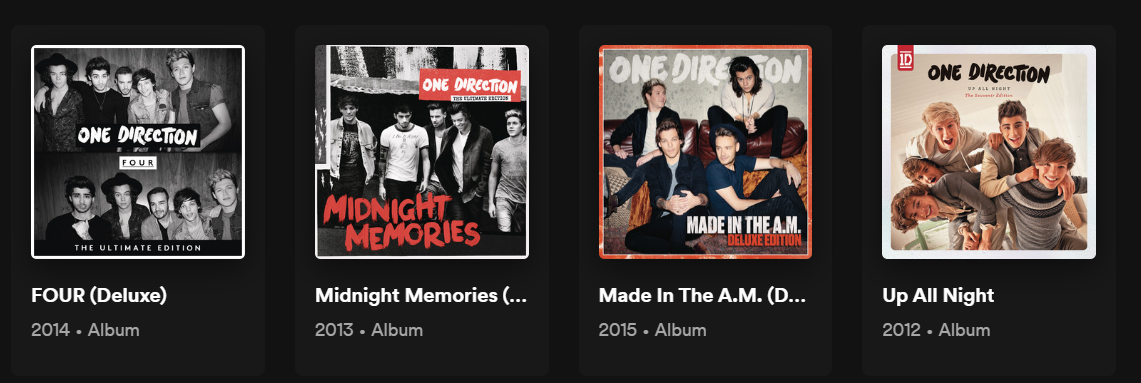 ONE DIRECTION
FOUR
THE ULTIMATE EDITION
FOUR (Deluxe)
2014 • Album
ONE DIRECTION
THE ULTIMATE EDITION
MIDNIGHT
MEMORIES
Midnight Memories (...
2013 • Album
ONE DIRECTION
MADE IN THE A.M.
DELUXE EDITION
Made In The A.M. (D...
2015 • Album
1D
ONE DIRECTION
UP ALL NIGHT
The Souvenir Edition
Up All Night
2012 • Album